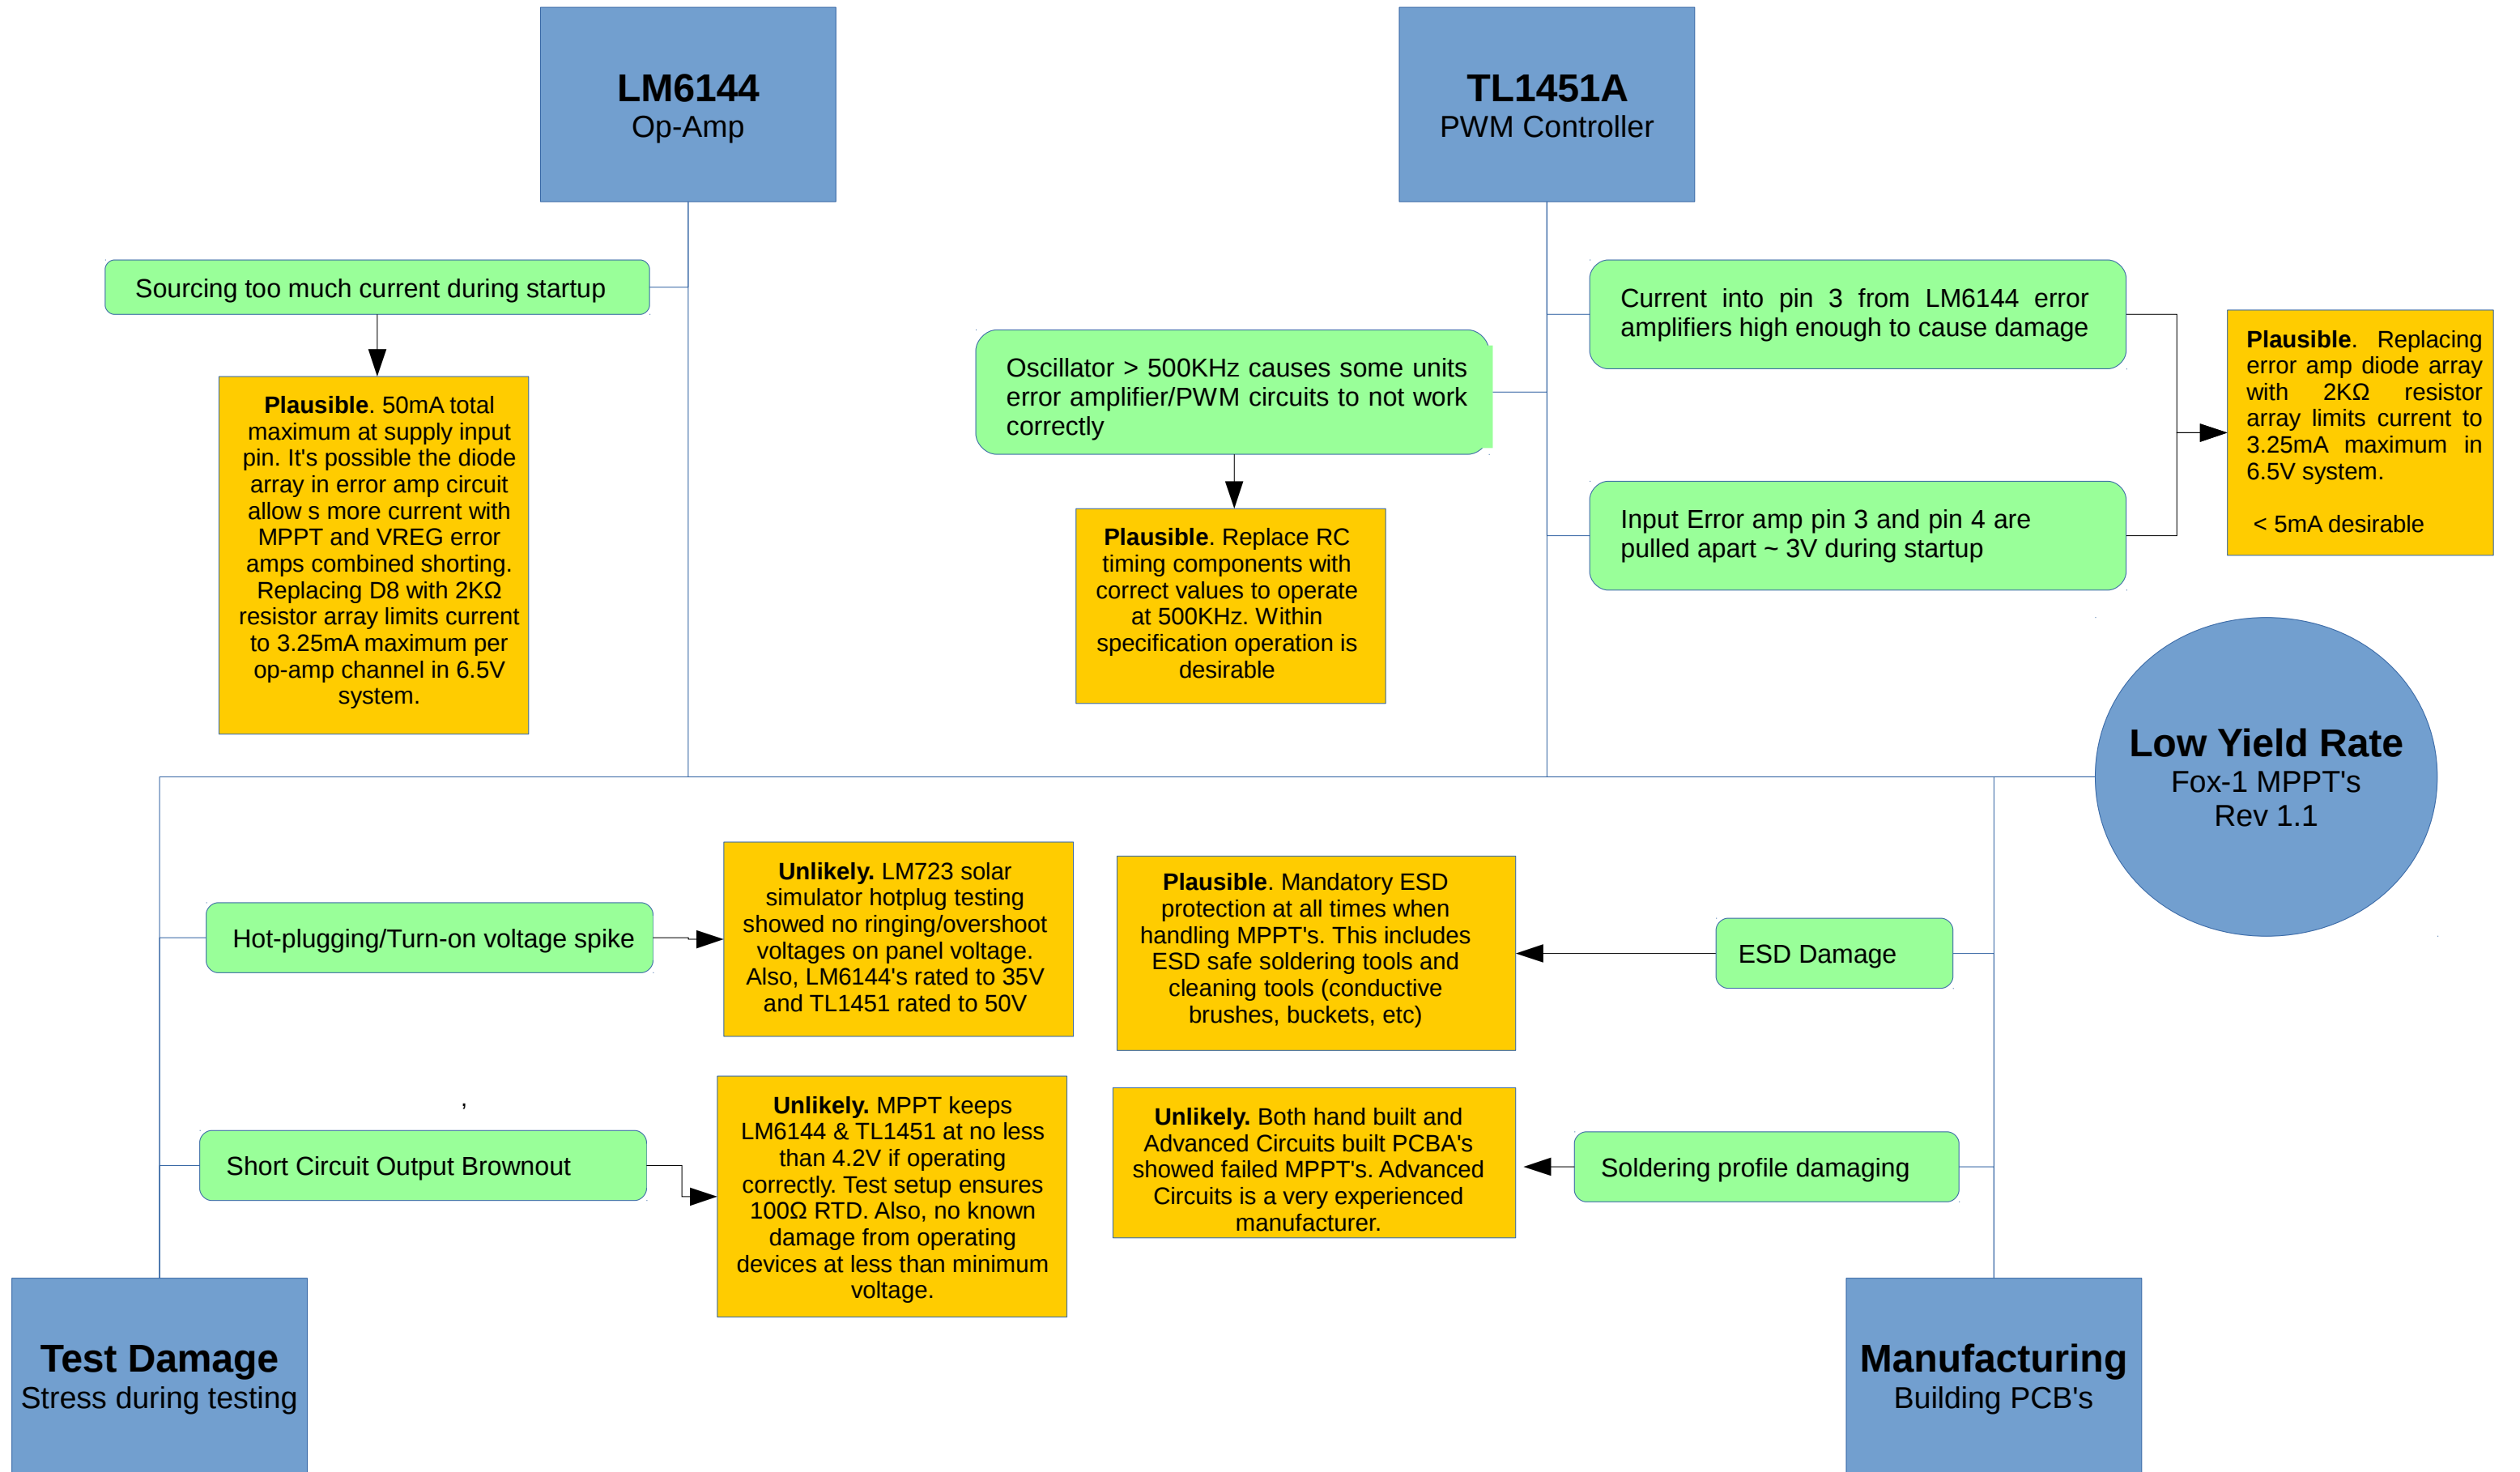 LM6144
Op-Amp
TL1451A
PWM Controller
Sourcing too much current during startup
Plausible. 50mA total
maximum at supply input
pin. It's possible the diode
array in error amp circuit
allow s more current with
MPPT and VREG error
amps combined shorting.
Replacing D8 with 2KΩ
resistor array limits current
to 3.25mA maximum per
op-amp channel in 6.5V
system.
Oscillator > 500KHz causes some units
error amplifier/PWM circuits to not work
correctly
Plausible. Replace RC
timing components with
correct values to operate
at 500KHz. Within
specification operation is
desirable
Current into pin 3 from LM6144 error
amplifiers high enough to cause damage
Input Error amp pin 3 and pin 4 are
pulled apart ~ 3V during startup
Plausible. Replacing
error amp diode array
with 2KΩ resistor
array limits current to
3.25mA maximum in
6.5V system.
< 5mA desirable
Low Yield Rate
Fox-1 MPPT's
Rev 1.1
Hot-plugging/Turn-on voltage spike
Unlikely. LM723 solar
simulator hotplug testing
showed no ringing/overshoot
voltages on panel voltage.
Also, LM6144's rated to 35V
and TL1451 rated to 50V
Plausible. Mandatory ESD
protection at all times when
handling MPPT's. This includes
ESD safe soldering tools and
cleaning tools (conductive
brushes, buckets, etc)
ESD Damage
,
Short Circuit Output Brownout
Unlikely. MPPT keeps
LM6144 & TL1451 at no less
than 4.2V if operating
correctly. Test setup ensures
100Ω RTD. Also, no known
damage from operating
devices at less than minimum
voltage.
Unlikely. Both hand built and
Advanced Circuits built PCBA's
showed failed MPPT's. Advanced
Circuits is a very experienced
manufacturer.
Soldering profile damaging
Test Damage
Stress during testing
Manufacturing
Building PCB's